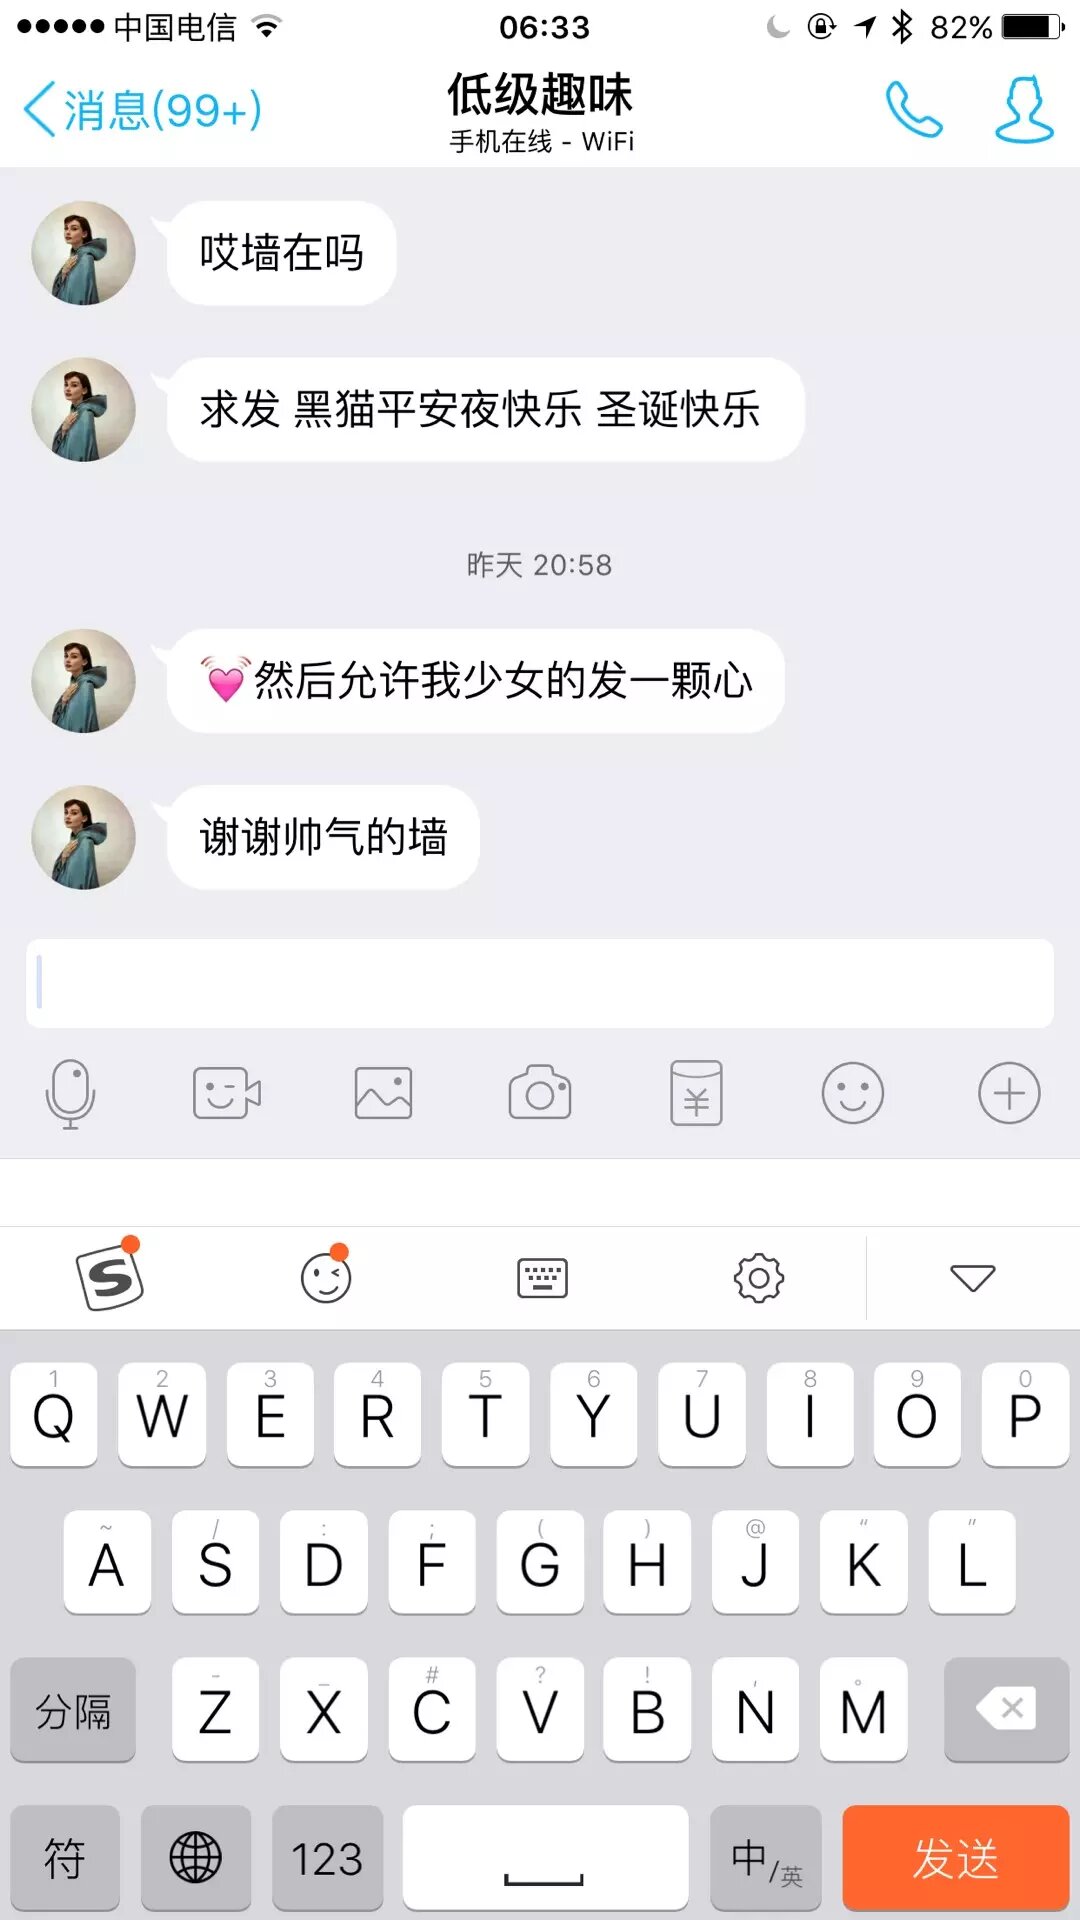 中国电信 06:33 82%
消息(99+) 低级趣味
手机在线 - WiFi
哎墙在吗
求发 黑猫平安夜快乐 圣诞快乐
昨天 20:58
💓然后允许我少女的发一颗心
谢谢帅气的墙
¥
S
1 2 3 4 5 6 7 8 9 0
Q W E R T Y U I O P
~ / : ; ( ) @ “ ”
A S D F G H J K L
- _ # ? ! , 。
分隔 Z X C V B N M
符 123 中/英 发送